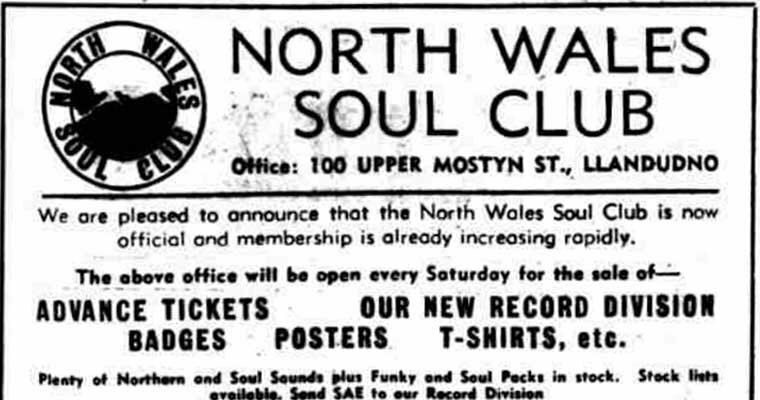 NORTH WALES SOUL CLUB
NORTH WALES
SOUL CLUB
Office: 100 UPPER MOSTYN ST., LLANDUDNO
We are pleased to announce that the North Wales Soul Club is now
official and membership is already increasing rapidly.
The above office will be open every Saturday for the sale of—
ADVANCE TICKETS OUR NEW RECORD DIVISION
BADGES POSTERS T-SHIRTS, etc.
Plenty of Northern and Soul Sounds plus Funky and Soul Packs in stock. Stock lists
available. Send SAE to our Record Division